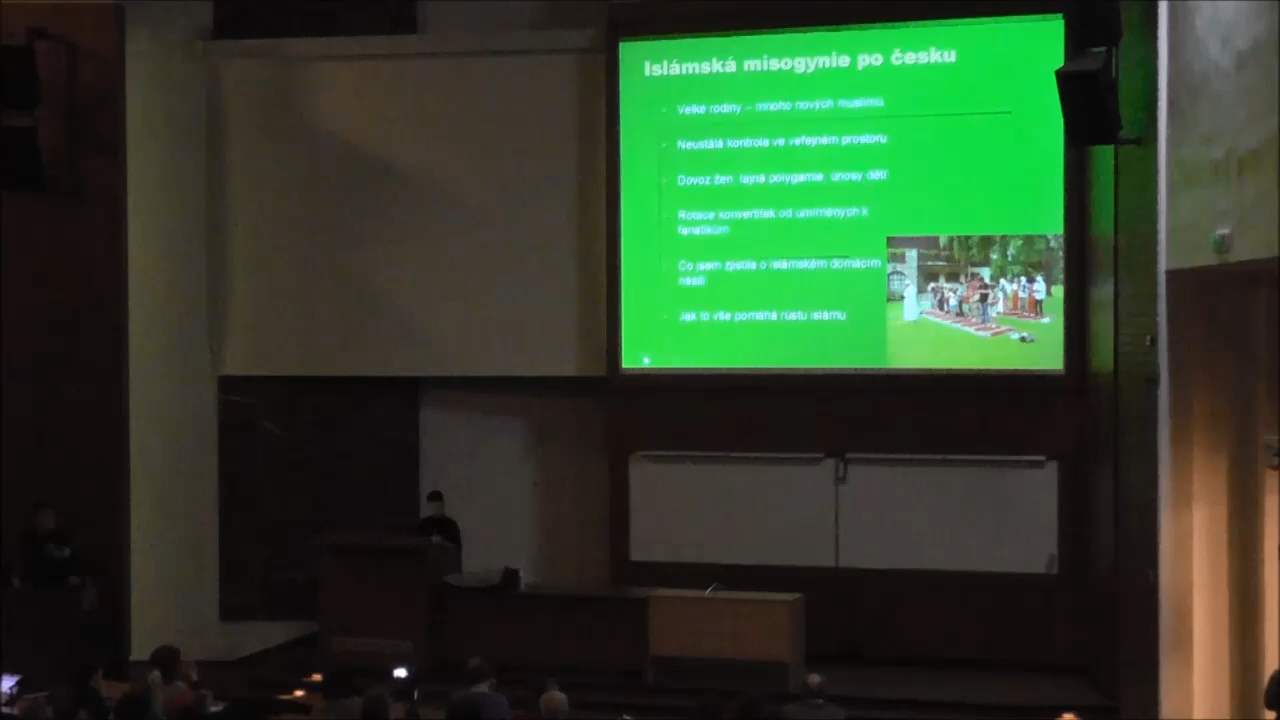 Islámská misogynie po česku
Velké rodiny – mnoho nových muslimů
Neustálá kontrola ve veřejném prostoru
Dovoz žen, tajná polygamie, únosy dětí
Rotace konvertitek od umírněných k
fanatikům
Co jsem zjistila o islámském domácím
násilí
Jak to vše pomáhá růstu islámu